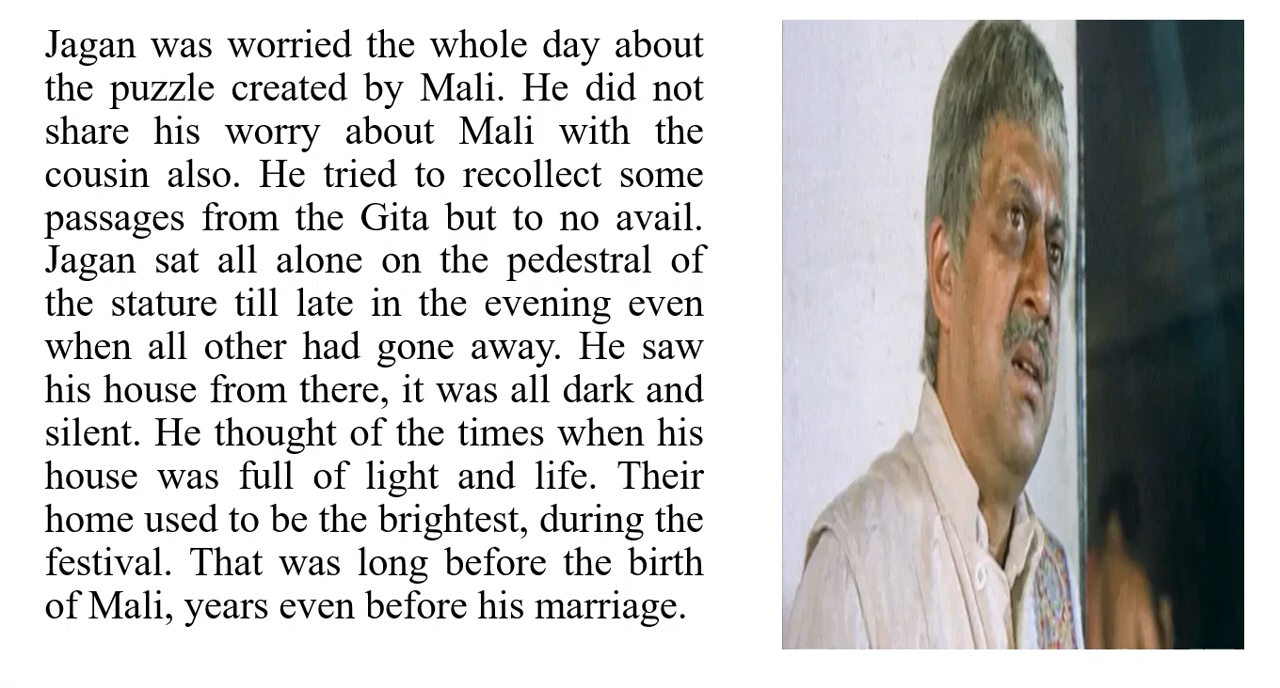 Jagan was worried the whole day about
the puzzle created by Mali. He did not
share his worry about Mali with the
cousin also. He tried to recollect some
passages from the Gita but to no avail.
Jagan sat all alone on the pedestral of
the stature till late in the evening even
when all other had gone away. He saw
his house from there, it was all dark and
silent. He thought of the times when his
house was full of light and life. Their
home used to be the brightest, during the
festival. That was long before the birth
of Mali, years even before his marriage.